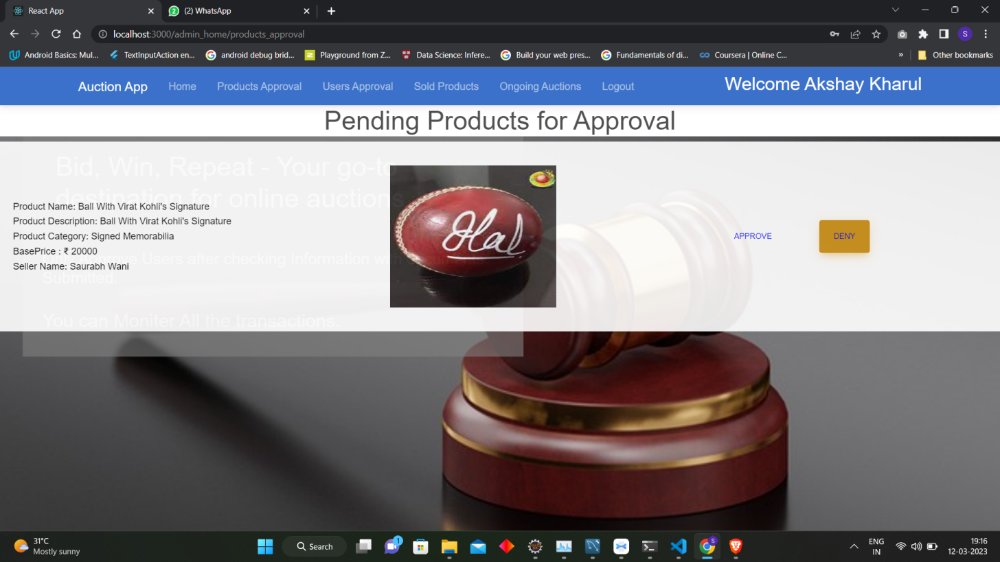 React App
(2) WhatsApp
localhost:3000/admin_home/products_approval
S
Android Basics: Mul...
TextInputAction en...
android debug brid...
Playground from Z...
Data Science: Infere...
Build your web pres...
Fundamentals of di...
Coursera | Online C...
»
Other bookmarks
Auction App
Home
Products Approval
Users Approval
Sold Products
Ongoing Auctions
Logout
Welcome Akshay Kharul
Pending Products for Approval
Bid, Win, Repeat - Your go-to
destination for online auctions
Product Name: Ball With Virat Kohli's Signature
Product Description: Ball With Virat Kohli's Signature
Product Category: Signed Memorabilia
BasePrice : ₹ 20000
Seller Name: Saurabh Wani
APPROVE
DENY
Approve Users after checking Information with
Submitted.
You can Moniter All the transactions.
31°C
Mostly sunny
Search
1
S
ENG
IN
19:16
12-03-2023